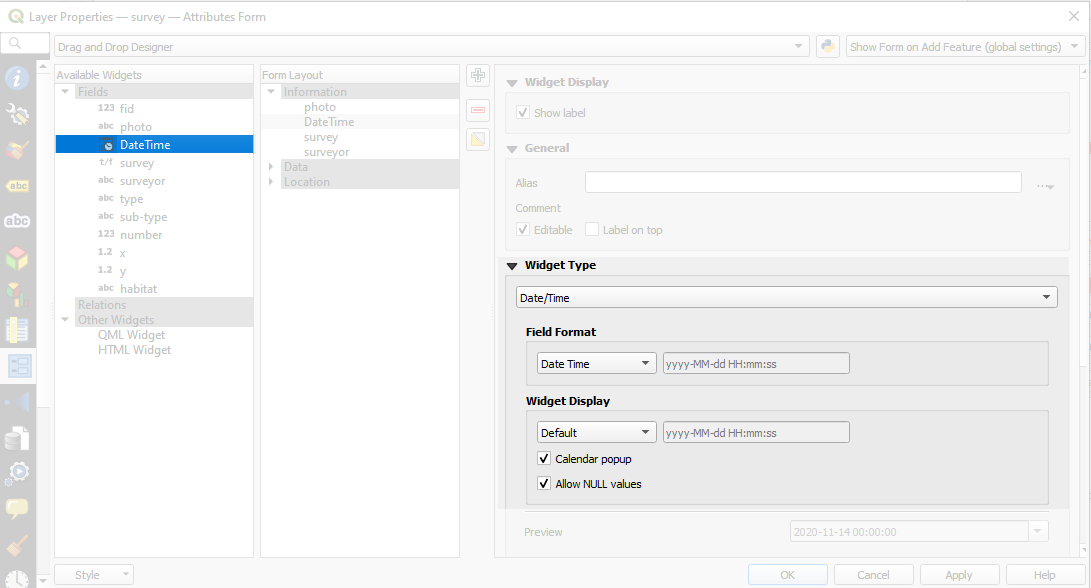 Layer Properties — survey — Attributes Form
Drag and Drop Designer
Show Form on Add Feature (global settings)
Available Widgets
Fields
123 fid
abc photo
DateTime
t/f survey
abc surveyor
abc type
abc sub-type
123 number
1.2 x
1.2 y
abc habitat
Relations
Other Widgets
QML Widget
HTML Widget
Form Layout
Information
photo
DateTime
survey
surveyor
Data
Location
Widget Display
Show label
General
Alias
Comment
Editable
Label on top
Widget Type
Date/Time
Field Format
Date Time
yyyy-MM-dd HH:mm:ss
Widget Display
Default
yyyy-MM-dd HH:mm:ss
Calendar popup
Allow NULL values
Preview
2020-11-14 00:00:00
abc
abc
Style
OK
Cancel
Apply
Help